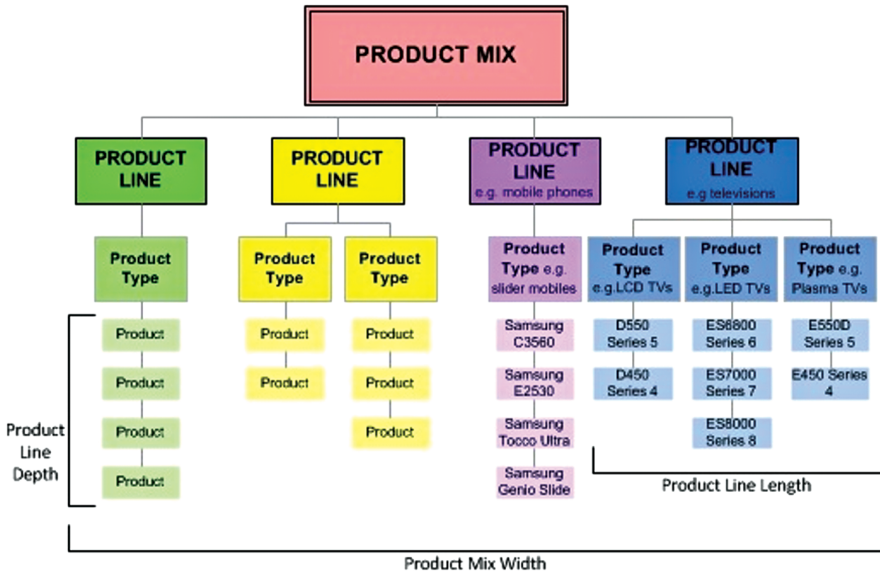 PRODUCT MIX
PRODUCT
LINE
PRODUCT
LINE
PRODUCT
LINE
e.g. mobile phones
PRODUCT
LINE
e.g televisions
Product
Type
Product
Type
Product
Type
Product
Type e.g.
slider mobiles
Product
Type
e.g.LCD TVs
Product
Type
e.g.LED TVs
Product
Type e.g.
Plasma TVs
Product
Product
Product
Product
Product
Product
Product
Product
Product
Samsung
C3560
Samsung
E2530
Samsung
Tocco Ultra
Samsung
Genio Slide
D550
Series 5
D450
Series 4
ES6800
Series 6
ES7000
Series 7
ES8000
Series 8
E550D
Series 5
E450 Series
4
Product
Line
Depth
Product Line Length
Product Mix Width